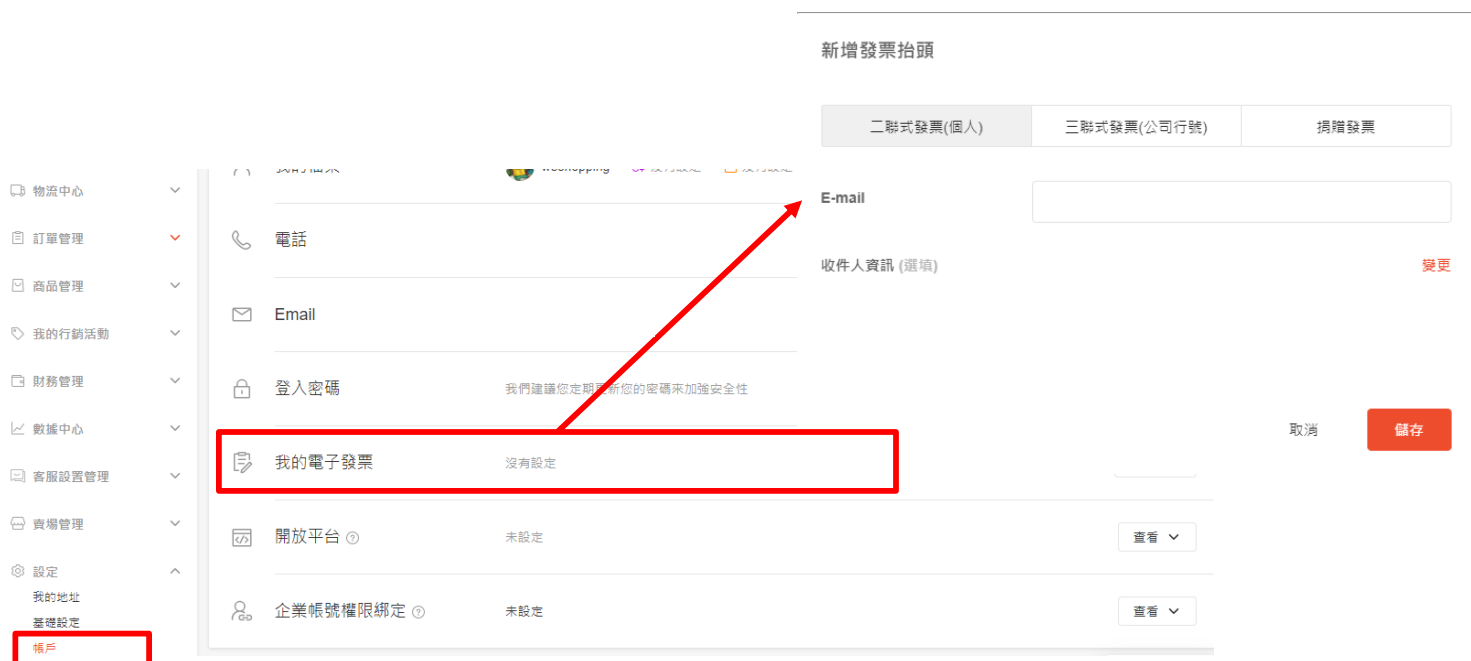 新增發票抬頭
二聯式發票(個人)
三聯式發票(公司行號)
捐贈發票
E-mail
收件人資訊 (選填)
變更
取消
儲存
物流中心
訂單管理
商品管理
我的行銷活動
財務管理
數據中心
客服設置管理
賣場管理
設定
我的地址
基礎設定
帳戶
電話
Email
登入密碼
我們建議您定期更新您的密碼來加強安全性
我的電子發票
沒有設定
開放平台
未設定
查看
企業帳號權限綁定
未設定
查看